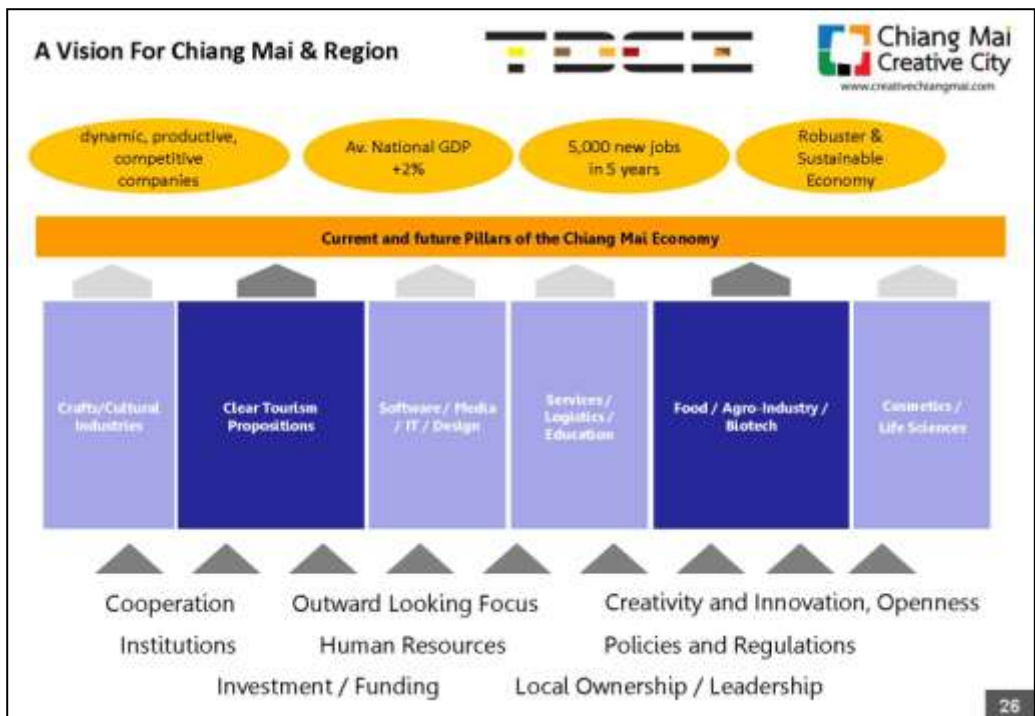 A Vision For Chiang Mai & Region
TDCI
Chiang Mai
Creative City
www.creativechiangmai.com
dynamic, productive,
competitive
companies
Av. National GDP
+2%
5,000 new jobs
in 5 years
Robuster &
Sustainable
Economy
Current and future Pillars of the Chiang Mai Economy
Crafts/Cultural
Industries
Clear Tourism
Propositions
Software / Media
/ IT / Design
Services /
Logistics /
Education
Food / Agro-Industry /
Biotech
Cosmetics /
Life Sciences
Cooperation
Outward Looking Focus
Creativity and Innovation, Openness
Institutions
Human Resources
Policies and Regulations
Investment / Funding
Local Ownership / Leadership
26